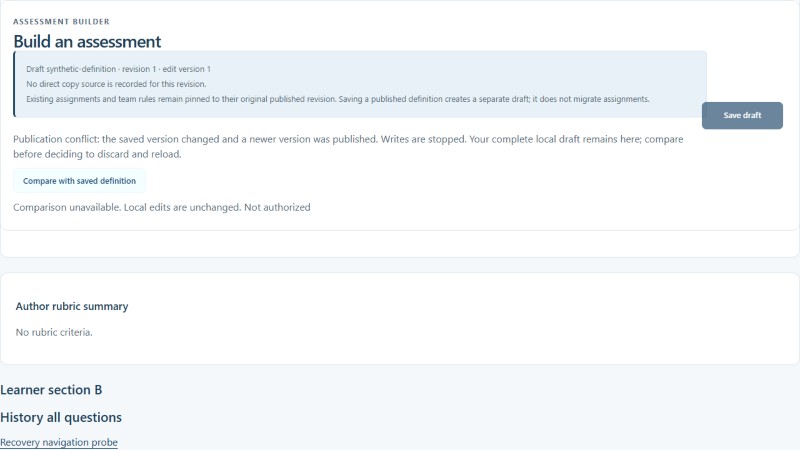 ASSESSMENT BUILDER
Build an assessment
Draft synthetic-definition · revision 1 · edit version 1
No direct copy source is recorded for this revision.
Existing assignments and team rules remain pinned to their original published revision. Saving a published definition creates a separate draft; it does not migrate assignments.
Save draft
Publication conflict: the saved version changed and a newer version was published. Writes are stopped. Your complete local draft remains here; compare
before deciding to discard and reload.
Compare with saved definition
Comparison unavailable. Local edits are unchanged. Not authorized
Author rubric summary
No rubric criteria.
Learner section B
History all questions
Recovery navigation probe